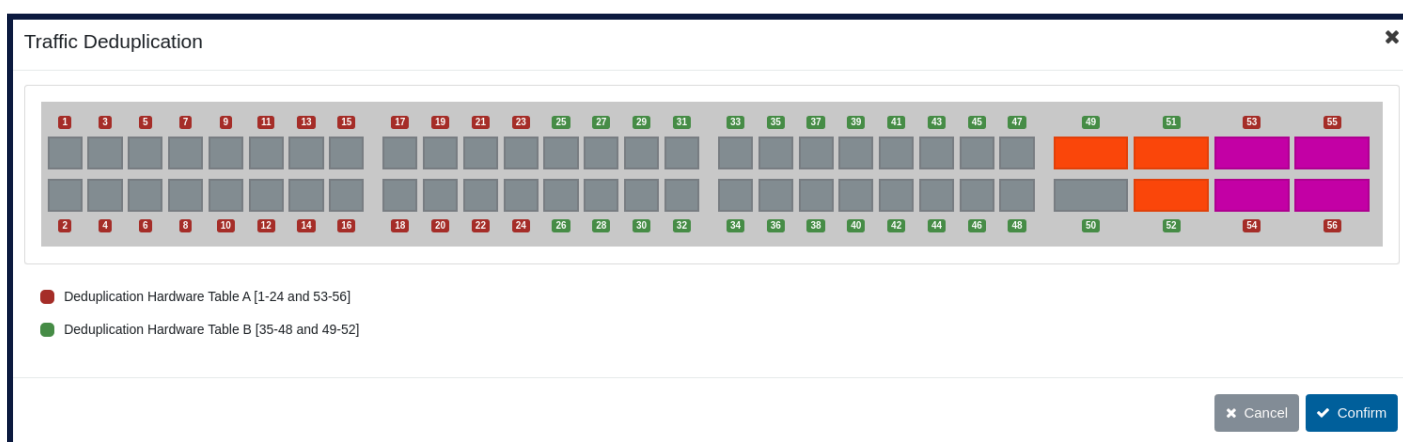 Traffic Deduplication
1 3 5 7 9 11 13 15 17 19 21 23 25 27 29 31 33 35 37 39 41 43 45 47 49 51 53 55
2 4 6 8 10 12 14 16 18 20 22 24 26 28 30 32 34 36 38 40 42 44 46 48 50 52 54 56
Deduplication Hardware Table A [1-24 and 53-56]
Deduplication Hardware Table B [35-48 and 49-52]
Cancel Confirm